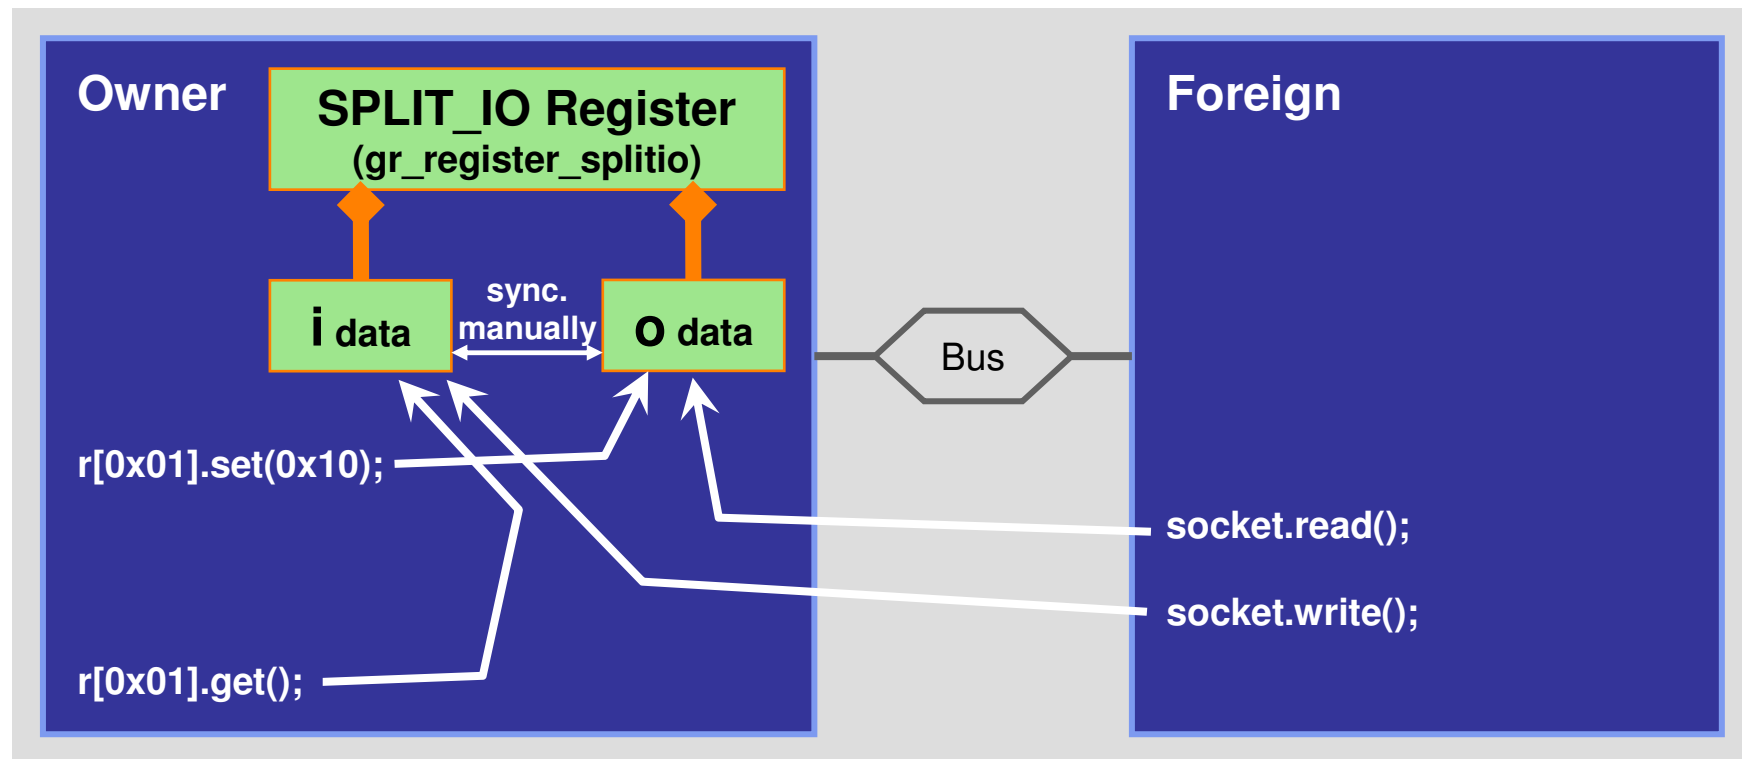 Owner
SPLIT_IO Register
(gr_register_splitio)
Foreign
i data
sync.
manually
o data
Bus
r[0x01].set(0x10);
socket.read();
socket.write();
r[0x01].get();